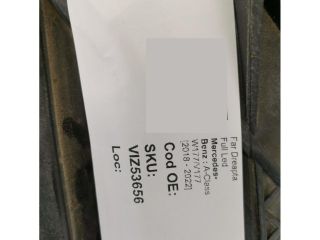 Far Dreapta
Full Led
Mercedes-
Benz : A-Class
W177/V177
(2018 - 2022)
Cod OE:
SKU:
VIZ53656
Loc: